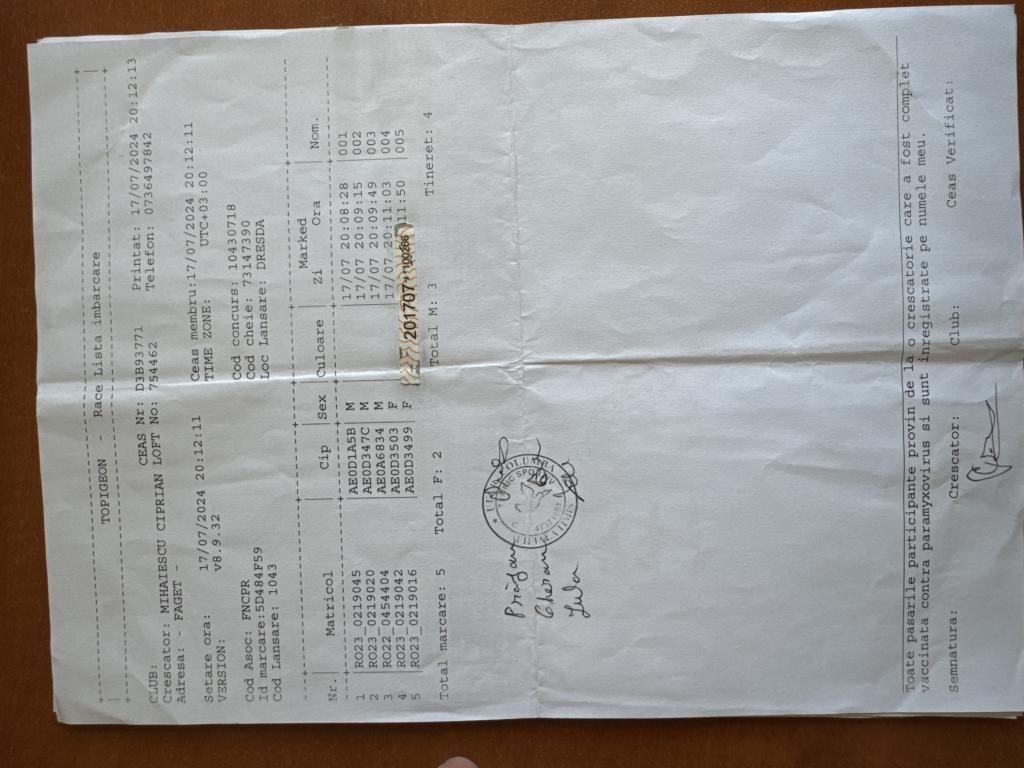 TOPIGEON - Race Lista imbarcare
CLUB: CEAS Nr: D3B93771 Printat: 17/07/2024 20:12:13
Crescator: MIHAIESCU CIPRIAN LOFT No: 754462 Telefon: 0736497842
Adresa: - FAGET -
Setare ora: 17/07/2024 20:12:11 Ceas membru:17/07/2024 20:12:11
VERSION: v8.9.32 TIME ZONE: UTC+03:00
Cod Asoc: FNCPR Cod concurs: 10430718
Id marcare:5D484F59 Cod cheie: 73147390
Cod Lansare: 1043 Loc Lansare: DRESDA
Marked
Nr. Matricol Cip Sex Culoare Zi Ora Nom.
1 RO23_0219045 AE0D1A5B M 17/07 20:08:28 001
2 RO23_0219020 AE0D347C M 17/07 20:09:15 002
3 RO22-0454404 AE0A6834 M 17/07 20:09:49 003
4 RO23_0219042 AE0D3503 F 17/07 20:11:03 004
5 RO23_0219016 AE0D3499 F 11:50 005
201707
Total marcare: 5 Total F: 2 Total M: 3 Tineret: 4
Toate pasarile participante provin de la o crescatorie care a fost complet
vaccinata contra paramyxovirus si sunt inregistrate pe numele meu.
Semnatura: Crescator: Club: Ceas Verificat: